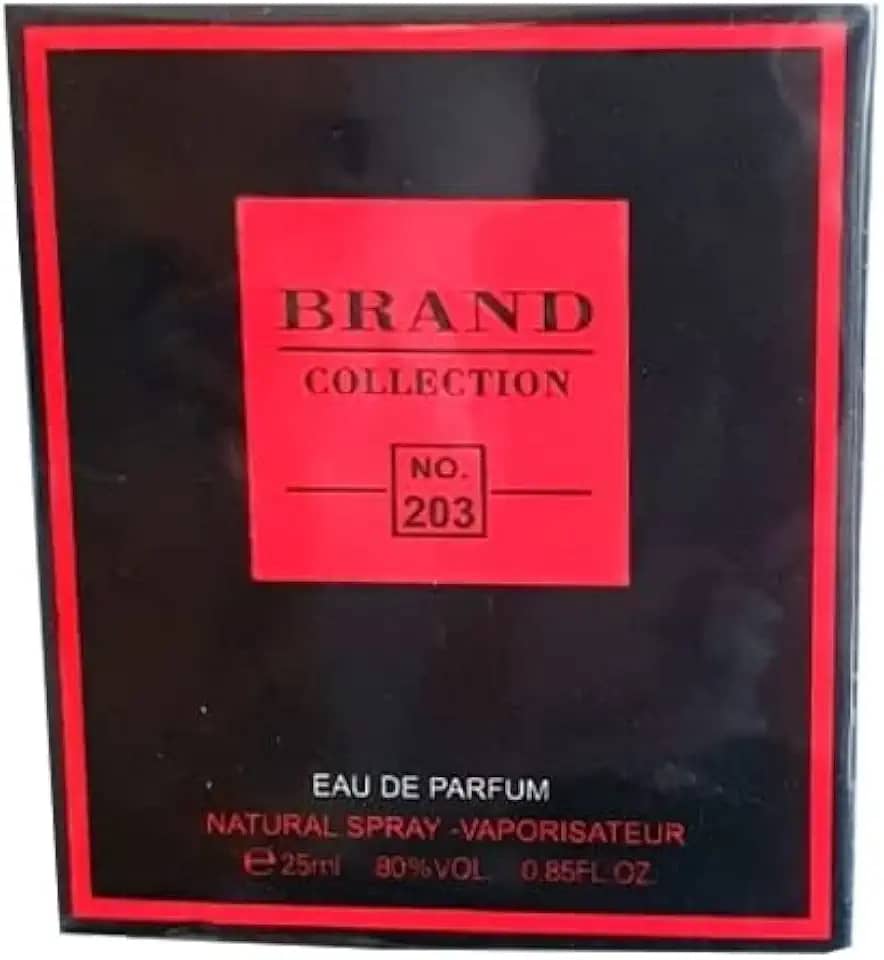 BRAND
COLLECTION
NO.
203
EAU DE PARFUM
NATURAL SPRAY -VAPORISATEUR
℮25ml 80%VOL 0.85FL.OZ.